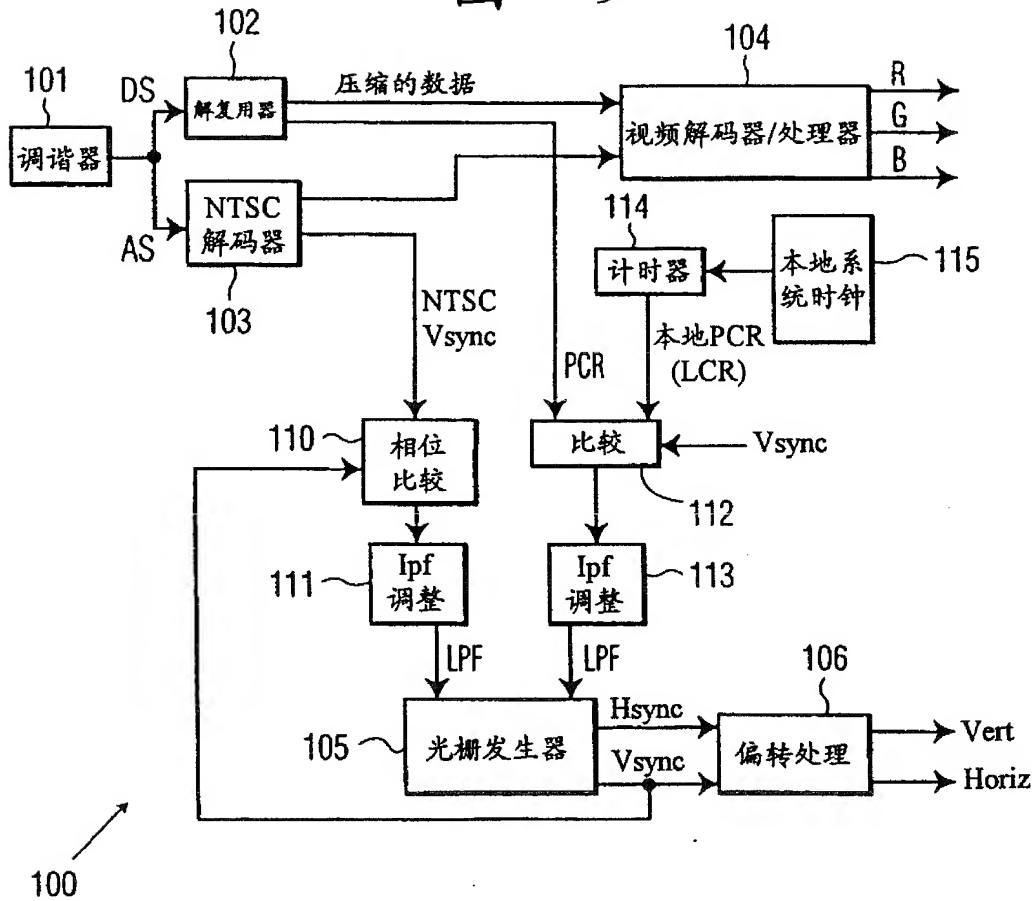 图
102
104
101
DS
解复用器
压缩的数据
视频解码器/处理器
R
G
B
调谐器
AS
NTSC
解码器
103
114
计时器
本地系
统时钟
115
NTSC
Vsync
PCR
本地PCR
(LCR)
110
相位
比较
比较
Vsync
112
111
Ipf
调整
Ipf
调整
113
LPF
LPF
106
105
光栅发生器
Hsync
Vsync
偏转处理
Vert
Horiz
100